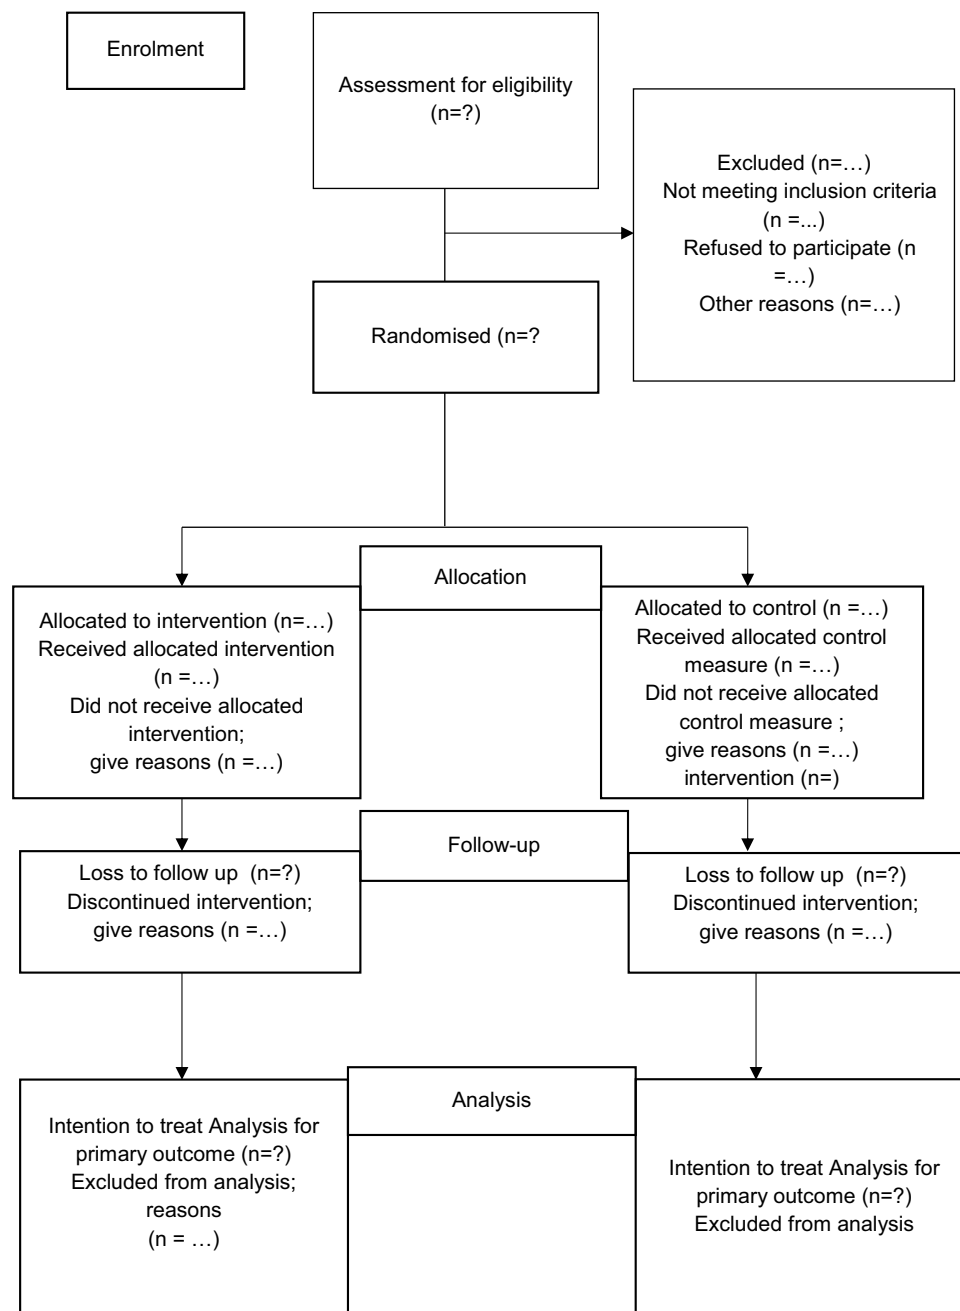 Enrolment
Assessment for eligibility
(n=?)
Excluded (n=…)
Not meeting inclusion criteria
(n =...)
Refused to participate (n
=…)
Other reasons (n=…)
Randomised (n=?
Allocation
Allocated to intervention (n=…)
Received allocated intervention
(n =…)
Did not receive allocated
intervention;
give reasons (n =…)
Allocated to control (n =…)
Received allocated control
measure (n =…)
Did not receive allocated
control measure ;
give reasons (n =…)
intervention (n=)
Follow-up
Loss to follow up  (n=?)
Discontinued intervention;
give reasons (n =…)
Loss to follow up  (n=?)
Discontinued intervention;
give reasons (n =…)
Analysis
Intention to treat Analysis for
primary outcome (n=?)
Excluded from analysis;
reasons
(n = …)
Intention to treat Analysis for
primary outcome (n=?)
Excluded from analysis